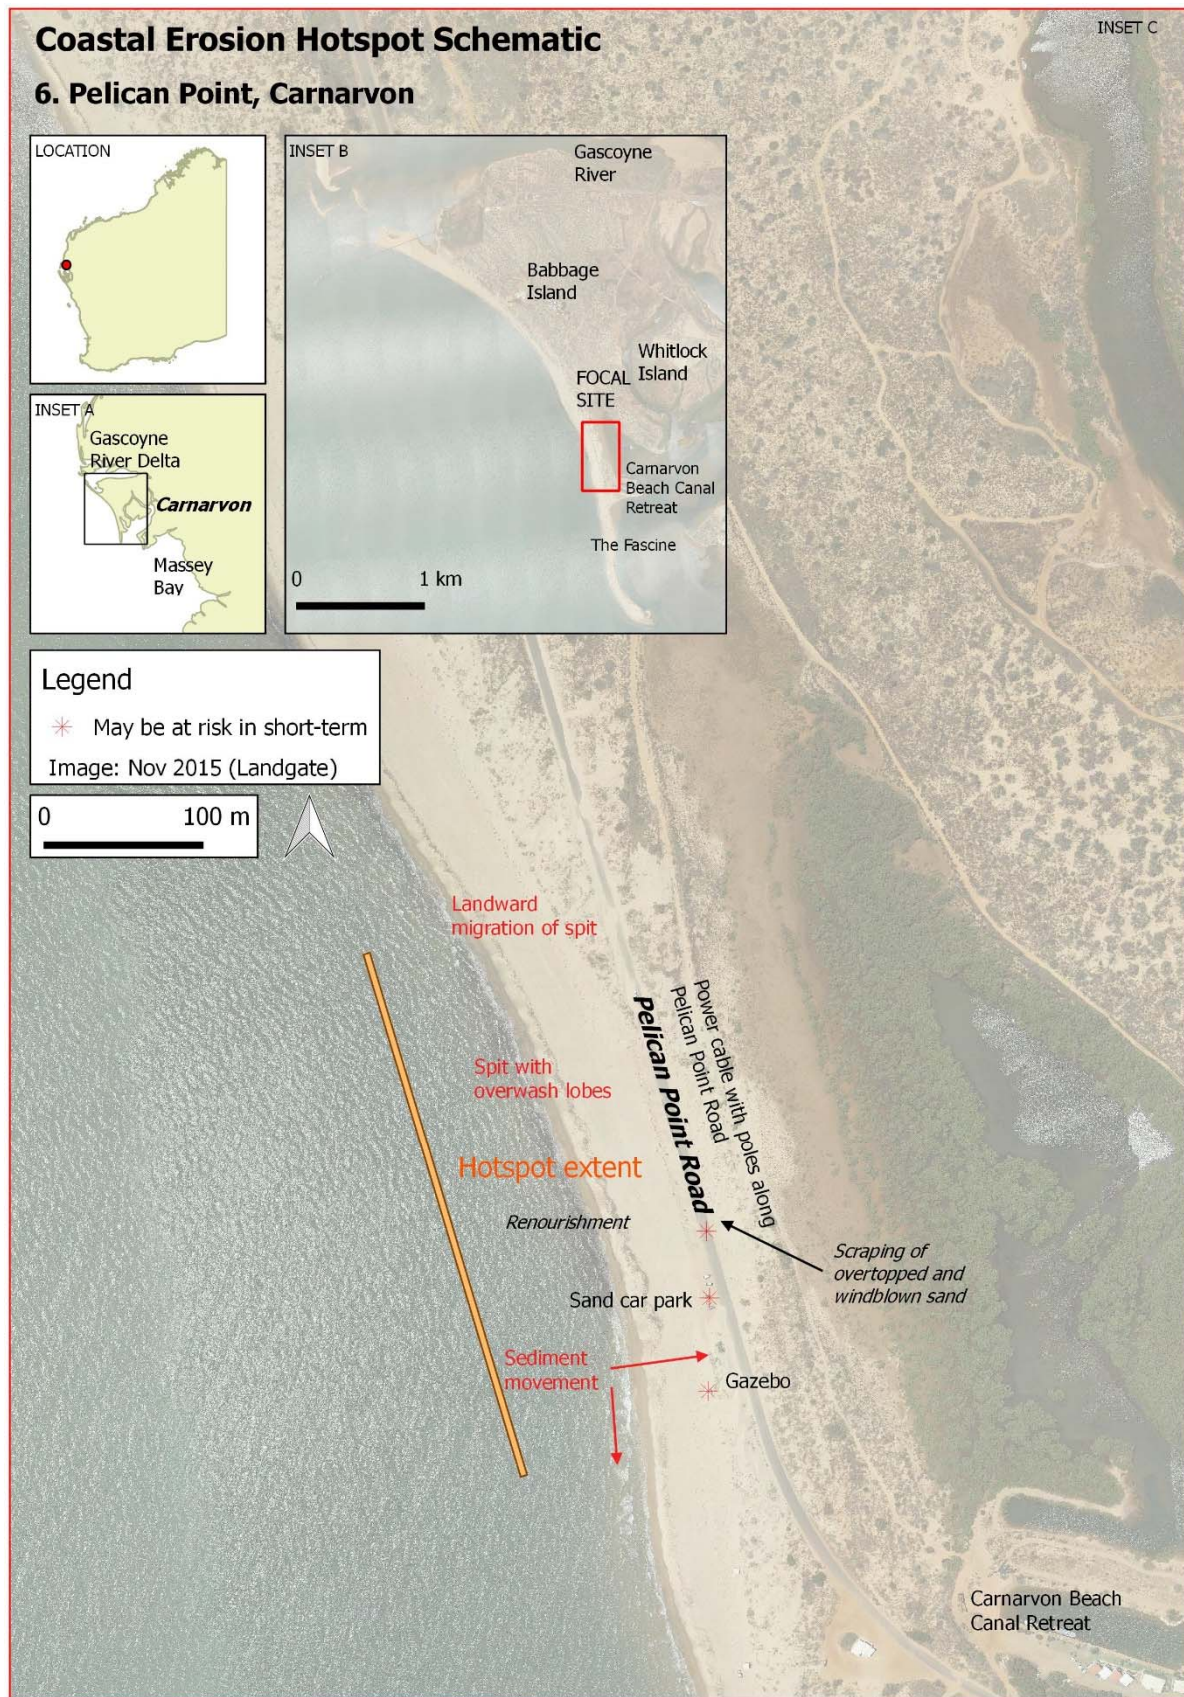 Coastal Erosion Hotspot Schematic
INSET C
6. Pelican Point, Carnarvon
LOCATION
INSET B
Gascoyne
River
Babbage
Island
Whitlock
Island
FOCAL
SITE
Carnarvon
Beach Canal
Retreat
The Fascine
0 1 km
INSET A
Gascoyne
River Delta
Carnarvon
Massey
Bay
Legend
May be at risk in short-term
Image: Nov 2015 (Landgate)
0 100 m
Landward
migration of spit
Spit with
overwash lobes
Hotspot extent
Renourishment
Pelican Point Road
Power cable with poles along
Pelican Point Road
Scraping of
overtopped and
windblown sand
Sand car park
Sediment
movement
Gazebo
Carnarvon Beach
Canal Retreat